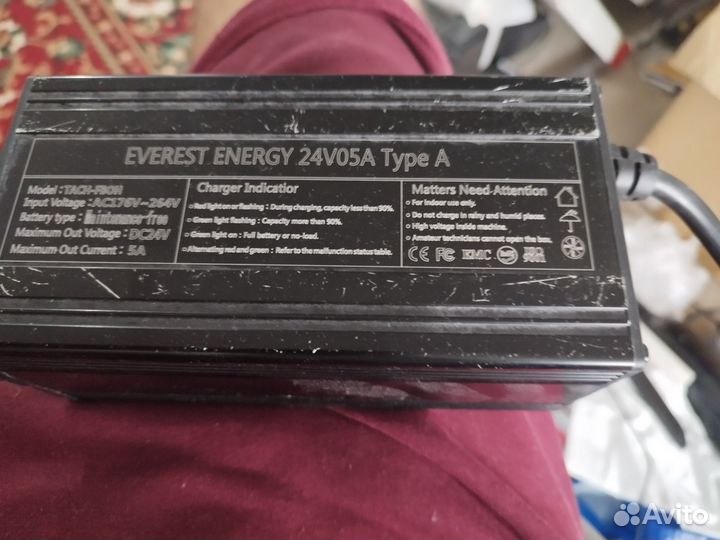 EVEREST ENERGY 24V05A Type A
Model: TACH-F80H
Input Voltage: AC176V~264V
Battery type: Maintanance-free
Maximum Out Voltage: DC24V
Maximum Out Current: 5A
Charger Indicatior
Red light on or flashing: During charging, capacity less than 90%.
Green light flashing: Capacity more than 90%.
Green light on: Full battery or no-load.
Alternating red and green: Refer to the malfunction status table.
Matters Need Attention
For indoor use only.
Do not charge in rainy and humid places.
High voltage inside machine.
Amateur technicians cannot open the box.
CE FC EMC
Avito